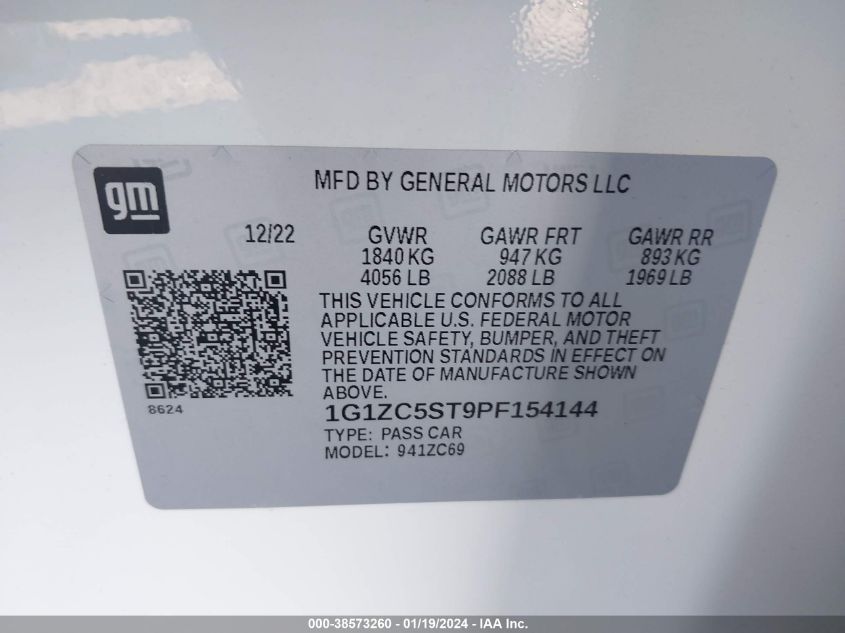 gm
MFD BY GENERAL MOTORS LLC
12/22 GVWR GAWR FRT GAWR RR
1840 KG 947 KG 893 KG
4056 LB 2088 LB 1969 LB
THIS VEHICLE CONFORMS TO ALL
APPLICABLE U.S. FEDERAL MOTOR
VEHICLE SAFETY, BUMPER, AND THEFT
PREVENTION STANDARDS IN EFFECT ON
THE DATE OF MANUFACTURE SHOWN
ABOVE.
8624
1G1ZC5ST9PF154144
TYPE: PASS CAR
MODEL: 941ZC69
000-38573260 - 01/19/2024 - IAA Inc.